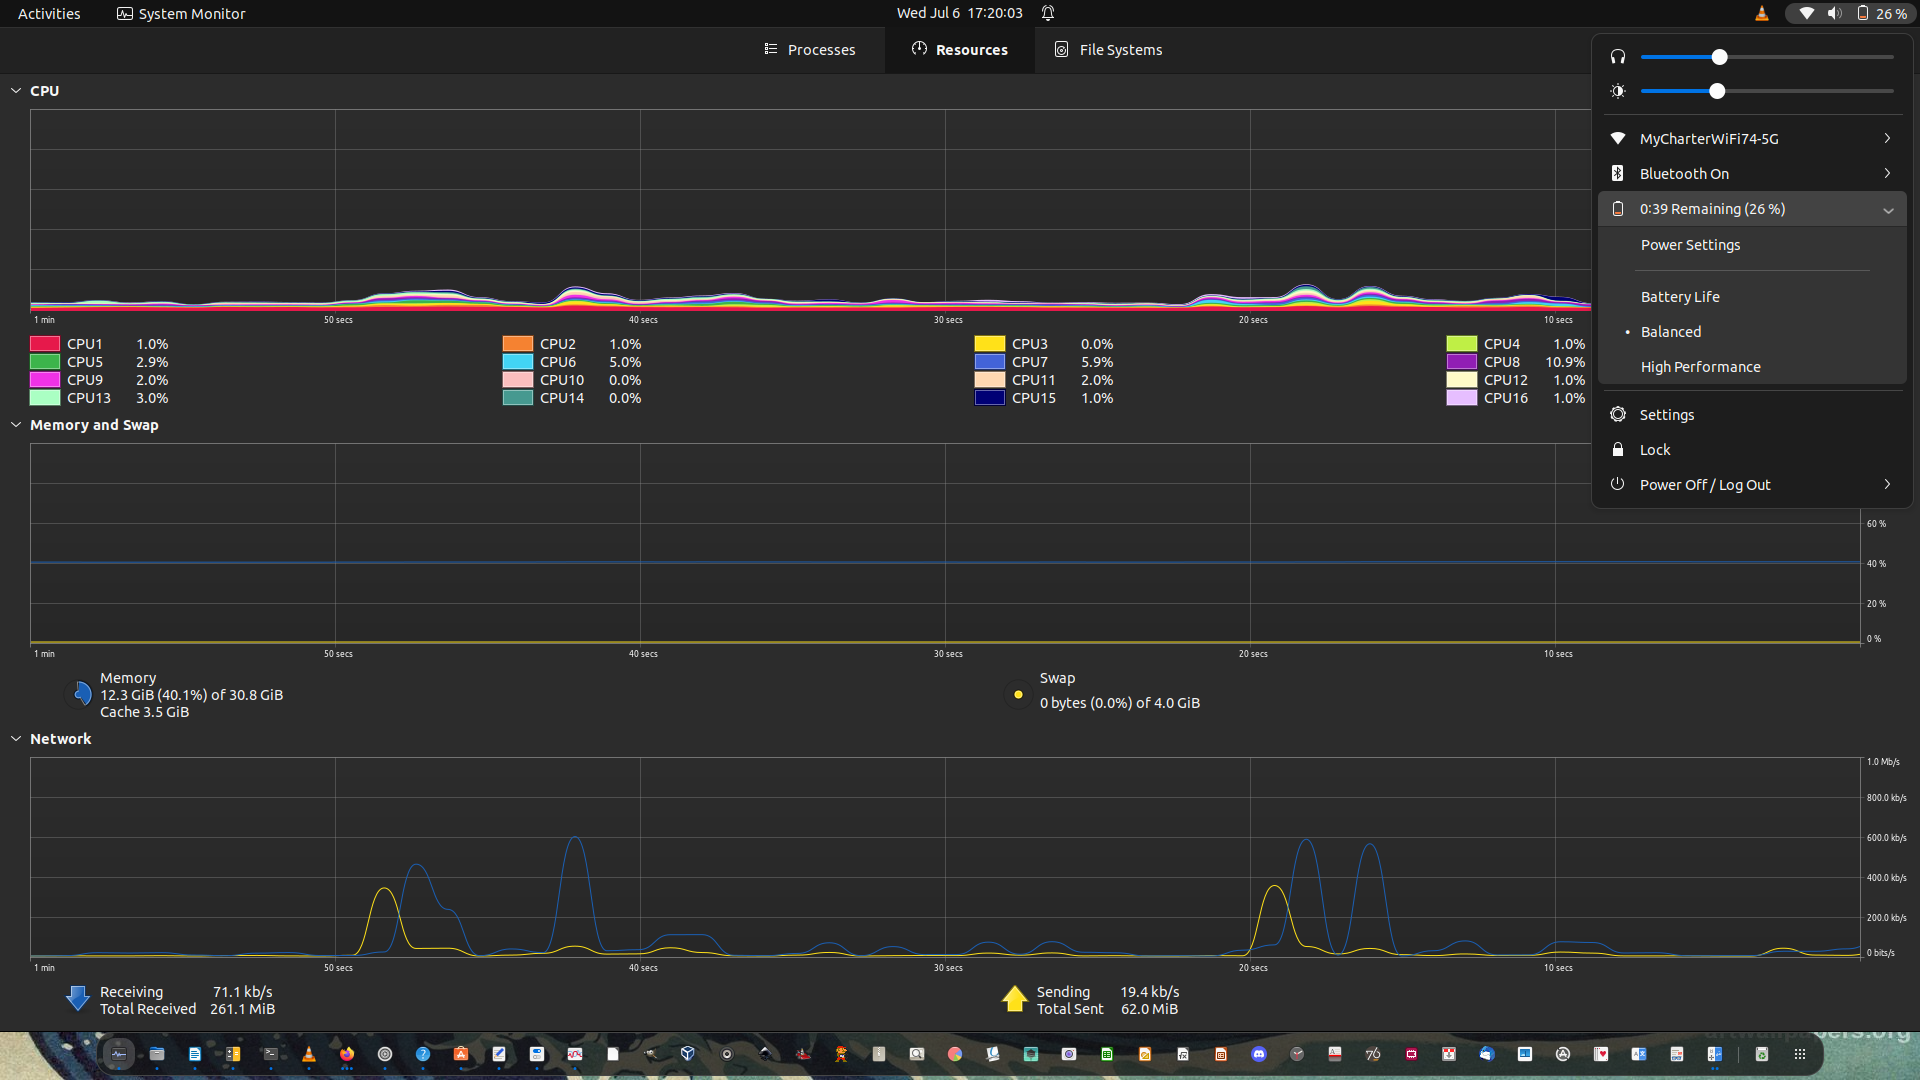 Activities
System Monitor
Wed Jul 6 17:20:03
26 %
Processes
Resources
File Systems
CPU
1 min 50 secs 40 secs 30 secs 20 secs 10 secs
CPU1 1.0% CPU2 1.0% CPU3 0.0% CPU4 1.0%
CPU5 2.9% CPU6 5.0% CPU7 5.9% CPU8 10.9%
CPU9 2.0% CPU10 0.0% CPU11 2.0% CPU12 1.0%
CPU13 3.0% CPU14 0.0% CPU15 1.0% CPU16 1.0%
MyCharterWiFi74-5G
Bluetooth On
0:39 Remaining (26 %)
Power Settings
Battery Life
• Balanced
High Performance
Settings
Lock
Power Off / Log Out
Memory and Swap
60 %
40 %
20 %
0 %
1 min 50 secs 40 secs 30 secs 20 secs 10 secs
Memory
12.3 GiB (40.1%) of 30.8 GiB
Cache 3.5 GiB
Swap
0 bytes (0.0%) of 4.0 GiB
Network
1.0 Mb/s
800.0 kb/s
600.0 kb/s
400.0 kb/s
200.0 kb/s
0 bits/s
1 min 50 secs 40 secs 30 secs 20 secs 10 secs
Receiving 71.1 kb/s
Total Received 261.1 MiB
Sending 19.4 kb/s
Total Sent 62.0 MiB